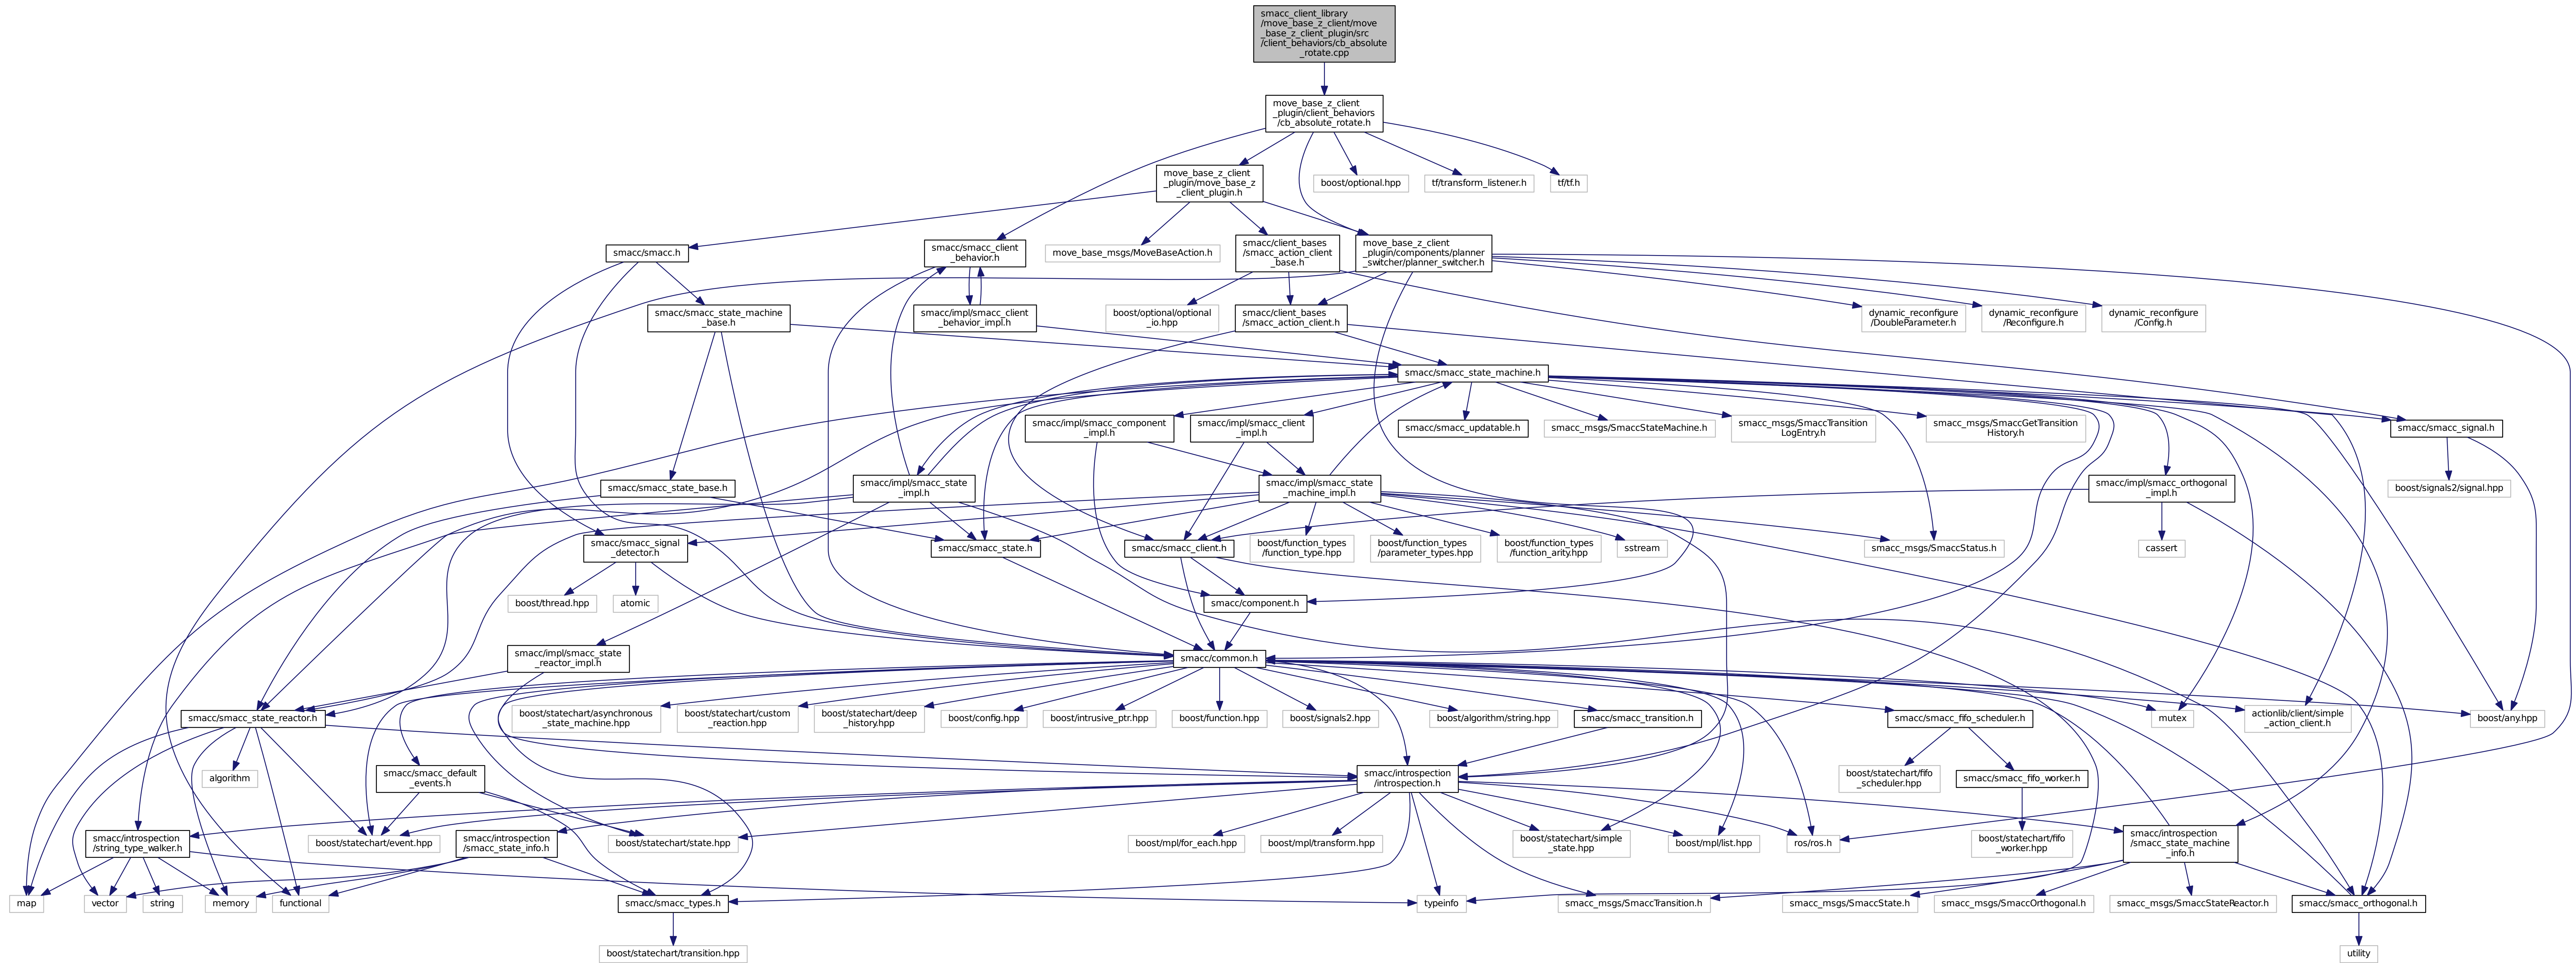 smacc_client_library
/move_base_z_client/move
_base_z_client_plugin/src
/client_behaviors/cb_absolute
_rotate.cpp
move_base_z_client
_plugin/client_behaviors
/cb_absolute_rotate.h
move_base_z_client
_plugin/move_base_z
_client_plugin.h
boost/optional.hpp
tf/transform_listener.h
tf/tf.h
smacc/smacc.h
smacc/smacc_client
_behavior.h
move_base_msgs/MoveBaseAction.h
smacc/client_bases
/smacc_action_client
_base.h
move_base_z_client
_plugin/components/planner
_switcher/planner_switcher.h
smacc/smacc_state_machine
_base.h
smacc/impl/smacc_client
_behavior_impl.h
boost/optional/optional
_io.hpp
smacc/client_bases
/smacc_action_client.h
dynamic_reconfigure
/DoubleParameter.h
dynamic_reconfigure
/Reconfigure.h
dynamic_reconfigure
/Config.h
smacc/smacc_state_machine.h
smacc/impl/smacc_component
_impl.h
smacc/impl/smacc_client
_impl.h
smacc/smacc_updatable.h
smacc_msgs/SmaccStateMachine.h
smacc_msgs/SmaccTransition
LogEntry.h
smacc_msgs/SmaccGetTransition
History.h
smacc/smacc_signal.h
smacc/smacc_state_base.h
smacc/impl/smacc_state
_impl.h
smacc/impl/smacc_state
_machine_impl.h
smacc/impl/smacc_orthogonal
_impl.h
boost/signals2/signal.hpp
smacc/smacc_signal
_detector.h
smacc/smacc_state.h
smacc/smacc_client.h
boost/function_types
/function_type.hpp
boost/function_types
/parameter_types.hpp
boost/function_types
/function_arity.hpp
sstream
smacc_msgs/SmaccStatus.h
cassert
boost/thread.hpp
atomic
smacc/component.h
smacc/impl/smacc_state
_reactor_impl.h
smacc/common.h
smacc/smacc_state_reactor.h
boost/statechart/asynchronous
_state_machine.hpp
boost/statechart/custom
_reaction.hpp
boost/statechart/deep
_history.hpp
boost/config.hpp
boost/intrusive_ptr.hpp
boost/function.hpp
boost/signals2.hpp
boost/algorithm/string.hpp
smacc/smacc_transition.h
smacc/smacc_fifo_scheduler.h
mutex
actionlib/client/simple
_action_client.h
boost/any.hpp
algorithm
smacc/smacc_default
_events.h
smacc/introspection
/introspection.h
boost/statechart/fifo
_scheduler.hpp
smacc/smacc_fifo_worker.h
smacc/introspection
/string_type_walker.h
boost/statechart/event.hpp
smacc/introspection
/smacc_state_info.h
boost/statechart/state.hpp
boost/mpl/for_each.hpp
boost/mpl/transform.hpp
boost/statechart/simple
_state.hpp
boost/mpl/list.hpp
ros/ros.h
boost/statechart/fifo
_worker.hpp
smacc/introspection
/smacc_state_machine
_info.h
map
vector
string
memory
functional
smacc/smacc_types.h
typeinfo
smacc_msgs/SmaccTransition.h
smacc_msgs/SmaccState.h
smacc_msgs/SmaccOrthogonal.h
smacc_msgs/SmaccStateReactor.h
smacc/smacc_orthogonal.h
boost/statechart/transition.hpp
utility